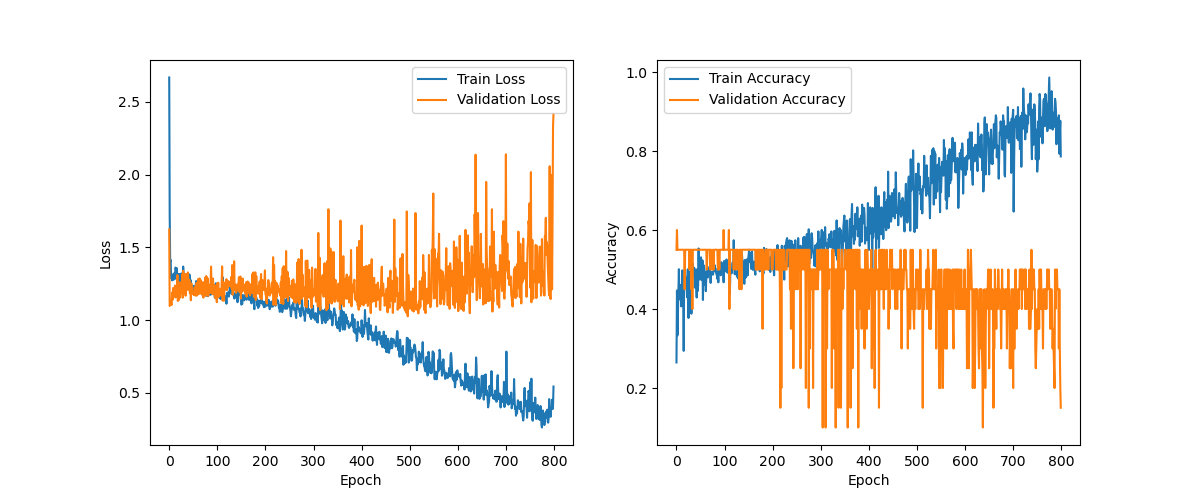 Train Loss
Validation Loss
2.5
2.0
1.5
1.0
0.5
Loss
0 100 200 300 400 500 600 700 800
Epoch
Train Accuracy
Validation Accuracy
1.0
0.8
0.6
0.4
0.2
Accuracy
0 100 200 300 400 500 600 700 800
Epoch